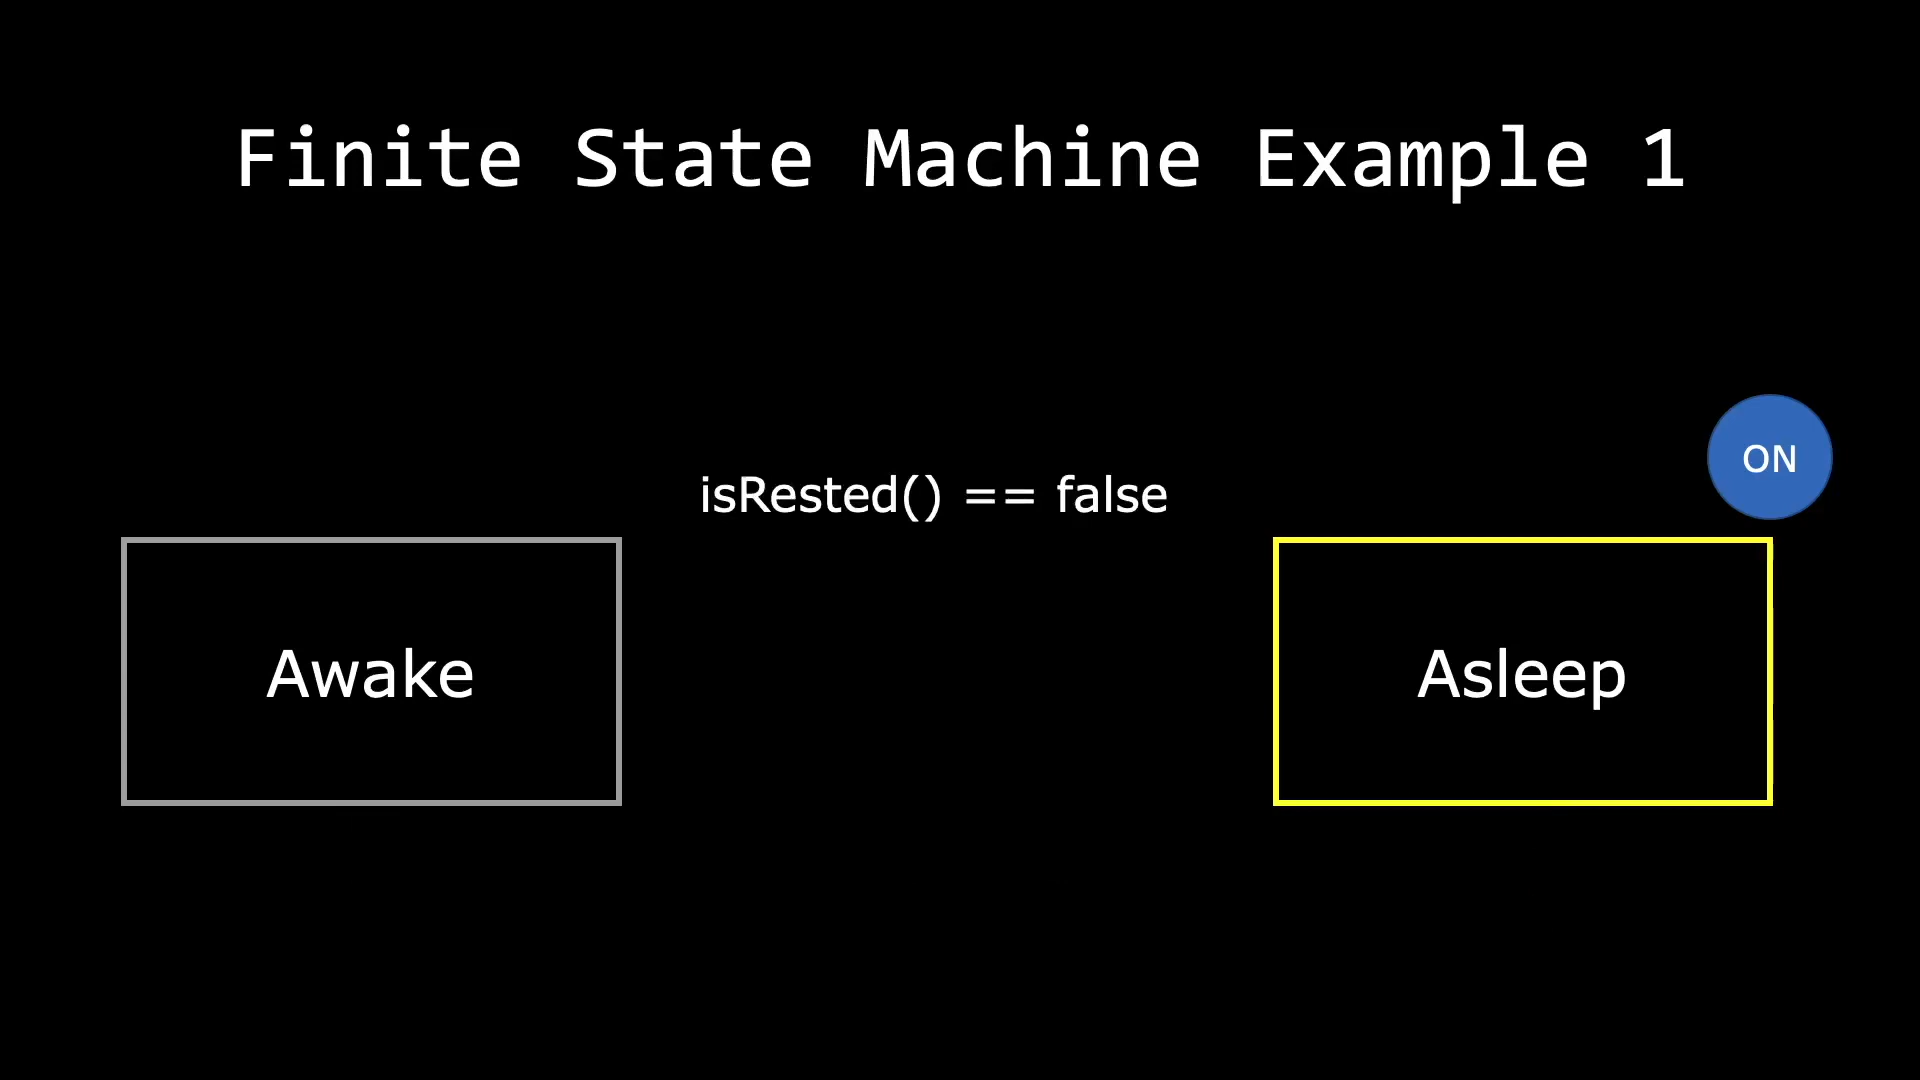 Finite State Machine Example 1
ON
isRested() == false
Awake
Asleep